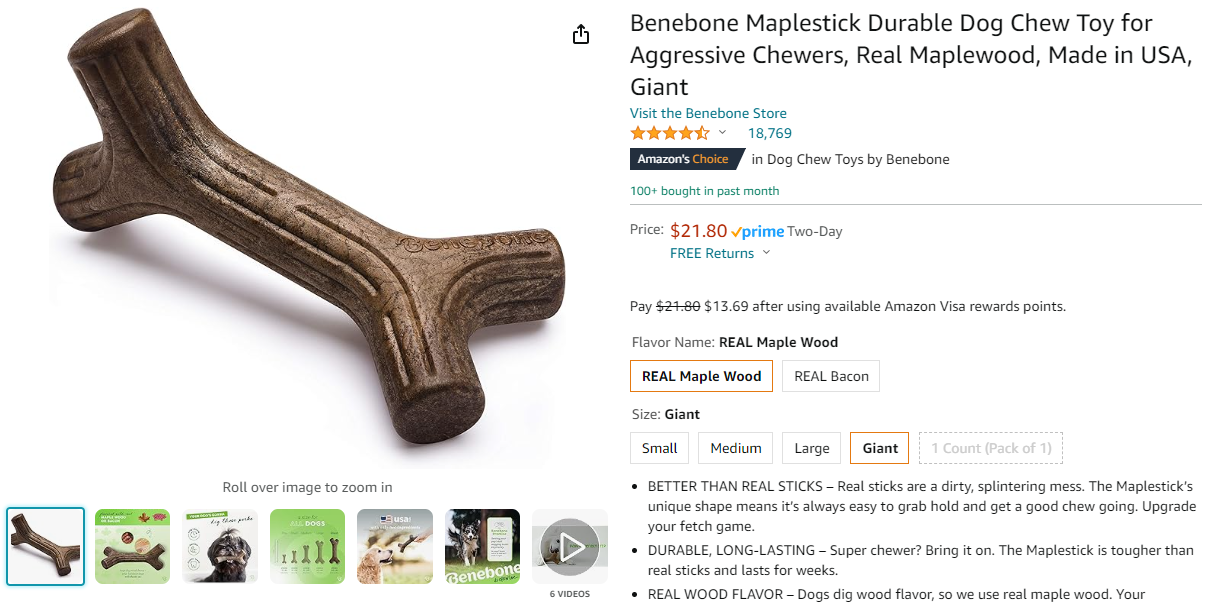 Benebone Maplestick Durable Dog Chew Toy for
Aggressive Chewers, Real Maplewood, Made in USA,
Giant
Visit the Benebone Store
18,769
Amazon's Choice in Dog Chew Toys by Benebone
100+ bought in past month
Price: $21.80 prime Two-Day
FREE Returns
Pay $21.80 $13.69 after using available Amazon Visa rewards points.
Flavor Name: REAL Maple Wood
REAL Maple Wood REAL Bacon
Size: Giant
Small Medium Large Giant 1 Count (Pack of 1)
BETTER THAN REAL STICKS – Real sticks are a dirty, splintering mess. The Maplestick's
unique shape means it's always easy to grab hold and get a good chew going. Upgrade
your fetch game.
DURABLE, LONG-LASTING – Super chewer? Bring it on. The Maplestick is tougher than
real sticks and lasts for weeks.
REAL WOOD FLAVOR – Dogs dig wood flavor, so we use real maple wood. Your
Benebone
Roll over image to zoom in
ALL DOGS
USA
Benebone
6 VIDEOS